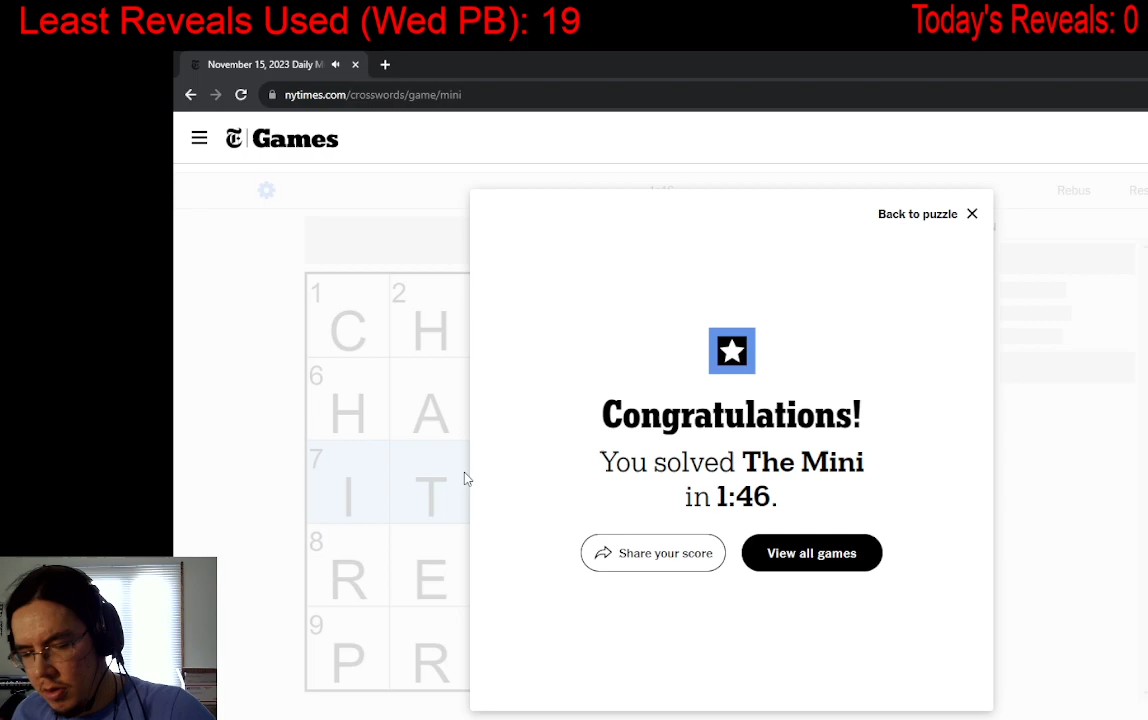 Least Reveals Used (Wed PB): 19
Today's Reveals: 0
November 15, 2023 Daily M
nytimes.com/crosswords/game/mini
Games
Rebus
Back to puzzle
1 C 2 H
6 H A
7 I T
8 R E
9 P R
Congratulations!
You solved The Mini
in 1:46.
Share your score
View all games